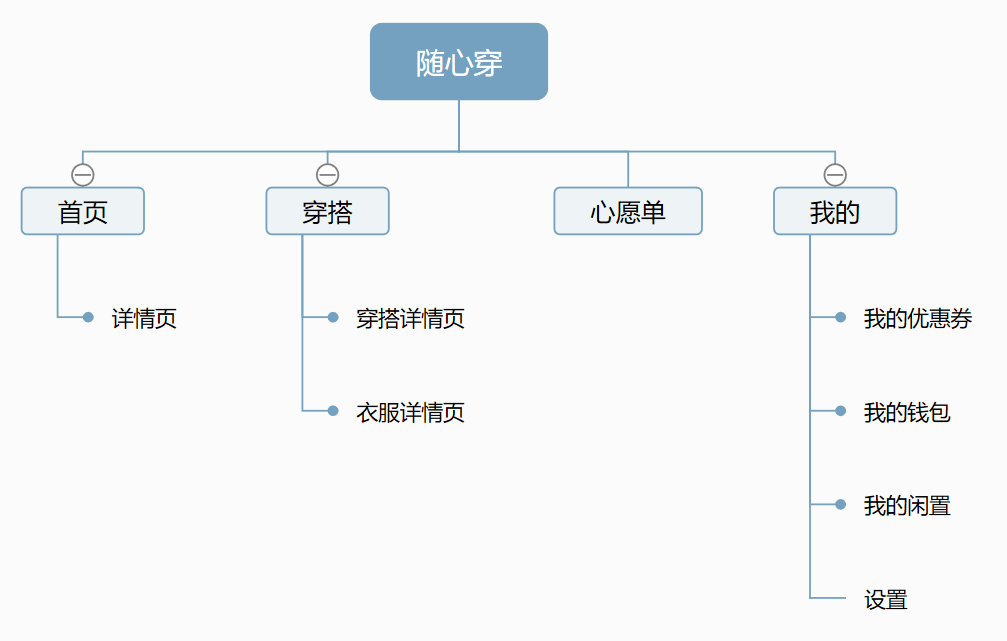 随心穿
首页
穿搭
心愿单
我的
详情页
穿搭详情页
我的优惠券
衣服详情页
我的钱包
我的闲置
设置